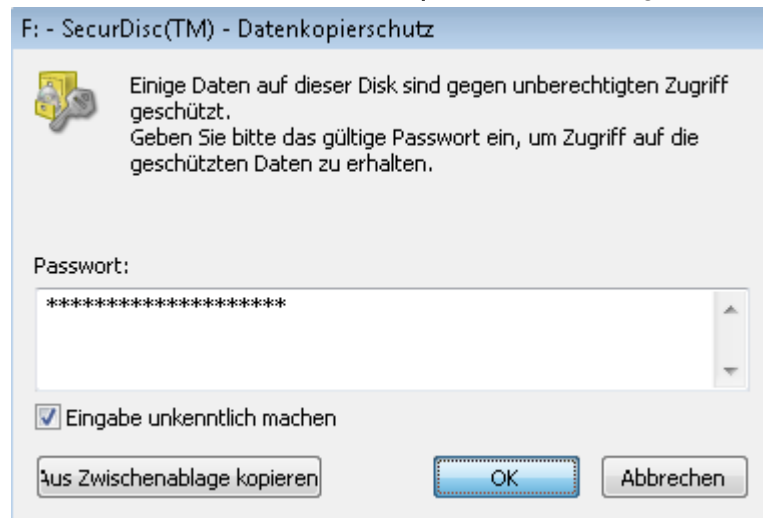 F: - SecurDisc(TM) - Datenkopierschutz
Einige Daten auf dieser Disk sind gegen unberechtigten Zugriff
geschützt.
Geben Sie bitte das gültige Passwort ein, um Zugriff auf die
geschützten Daten zu erhalten.
Passwort:
*********************
Eingabe unkenntlich machen
Aus Zwischenablage kopieren OK Abbrechen